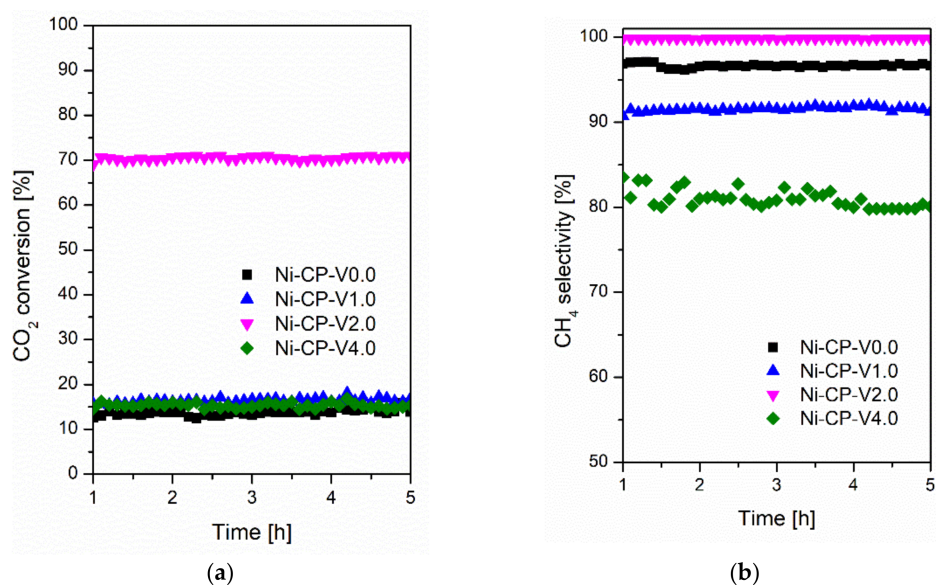 100
90
80
70
60
50
40
30
20
10
0
CO₂ conversion [%]
Ni-CP-V0.0
Ni-CP-V1.0
Ni-CP-V2.0
Ni-CP-V4.0
1 2 3 4 5
Time [h]
(a)
100
90
80
70
60
50
CH₄ selectivity [%]
Ni-CP-V0.0
Ni-CP-V1.0
Ni-CP-V2.0
Ni-CP-V4.0
1 2 3 4 5
Time [h]
(b)